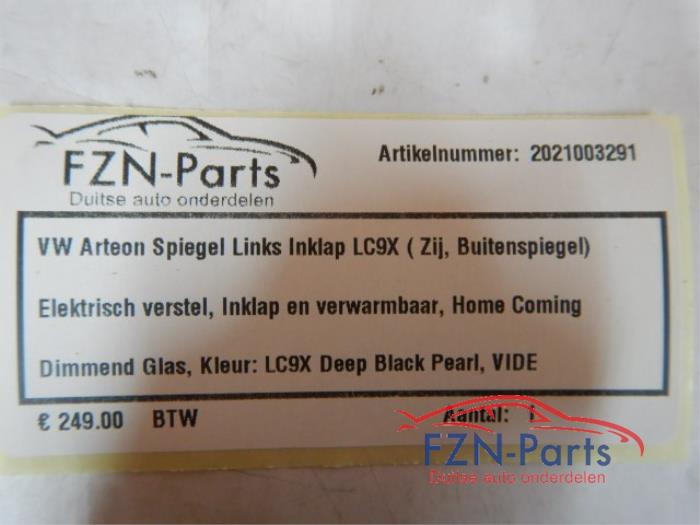 FZN-Parts
Duitse auto onderdelen
Artikelnummer: 2021003291
VW Arteon Spiegel Links Inklap LC9X ( Zij, Buitenspiegel)
Elektrisch verstel, Inklap en verwarmbaar, Home Coming
Dimmend Glas, Kleur: LC9X Deep Black Pearl, VIDE
€ 249.00 BTW
Aantal: 1
FZN-Parts
Duitse auto onderdelen